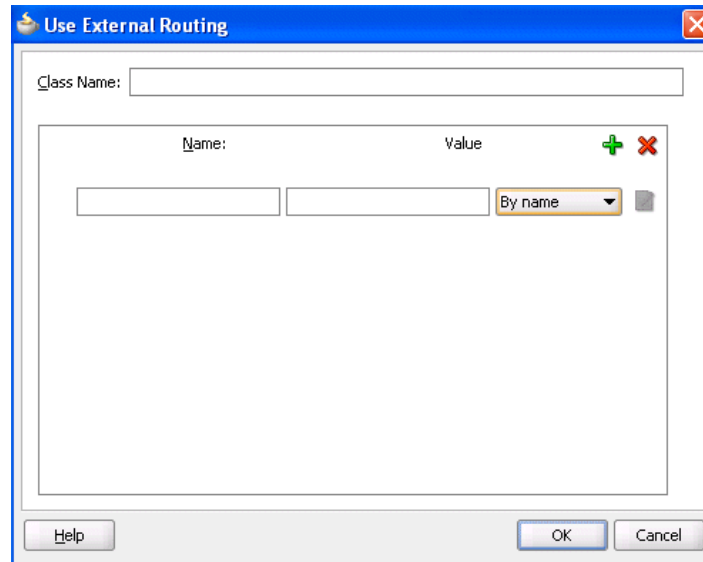 Use External Routing
Class Name:
Name: Value
By name
Help OK Cancel